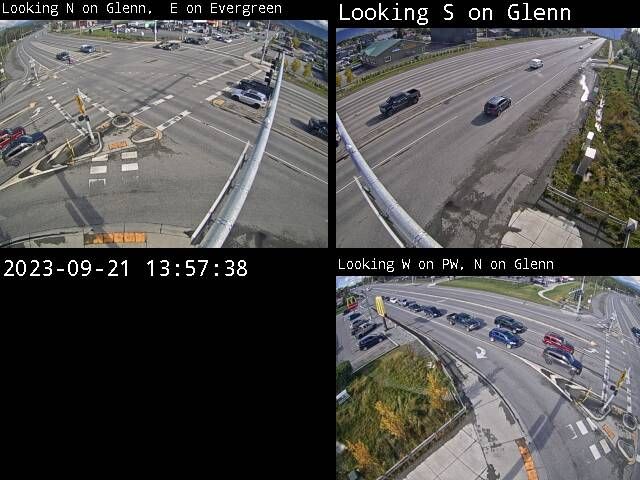 Looking N on Glenn,  E on Evergreen
Looking S on Glenn
2023-09-21 13:57:38
Looking W on PW, N on Glenn